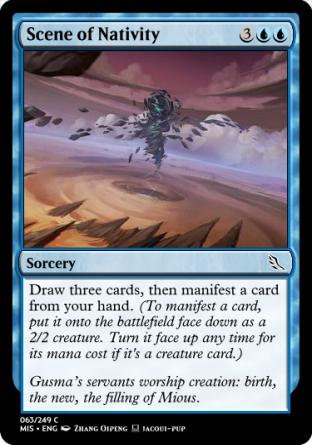 Scene of Nativity 3
Sorcery
Draw three cards, then manifest a card
from your hand. (To manifest a card,
put it onto the battlefield face down as a
2/2 creature. Turn it face up any time for
its mana cost if it's a creature card.)
Gusma's servants worship creation: birth,
the new, the filling of Mious.
063/249 C
MIS • ENG Zhang Qipeng iacoui-pup